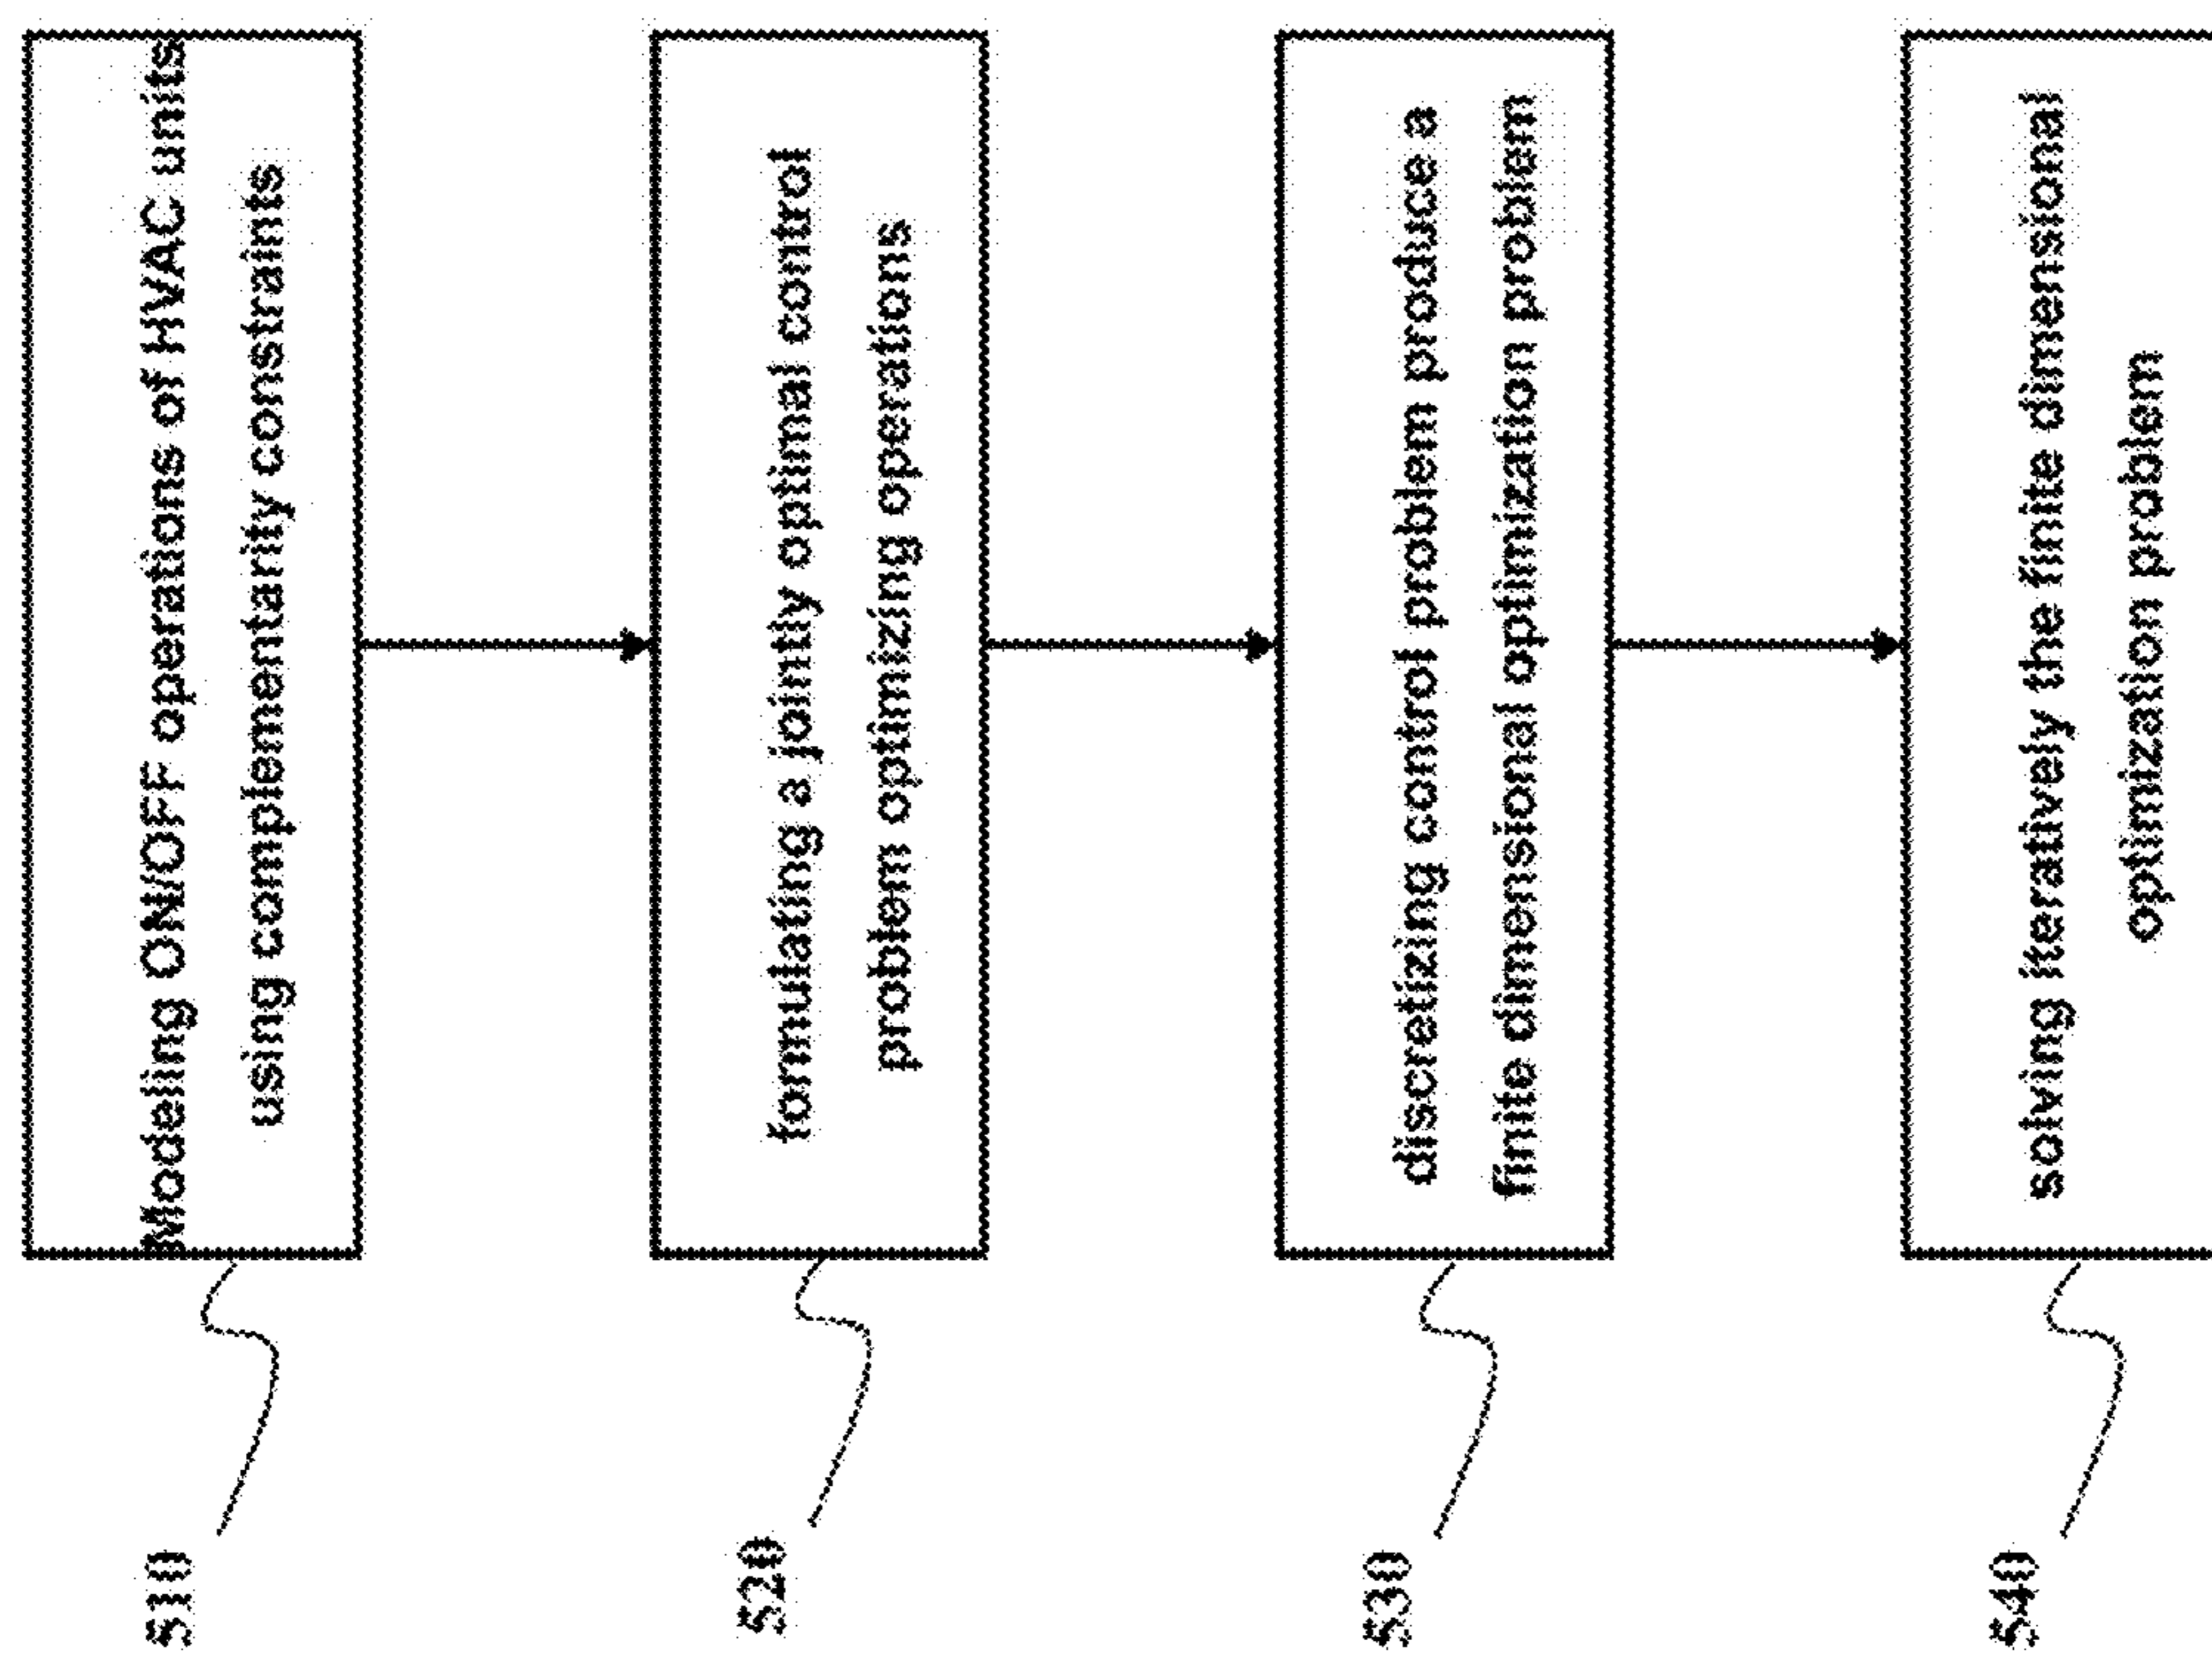 510
Modeling ON/OFF operations of HVAC units
using complementarity constraints
520
formulating a jointly optimal control
problem optimizing operations
530
discretizing control problem produce a
finite dimensional optimization problem
540
solving iteratively the finite dimensional
optimization problem